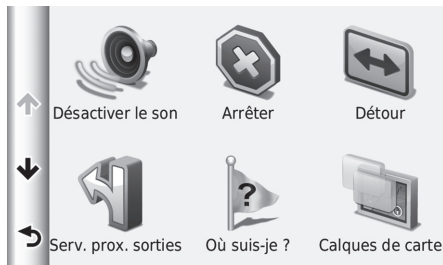 Désactiver le son
Arrêter
Détour
Serv. prox. sorties
Où suis-je ?
Calques de carte